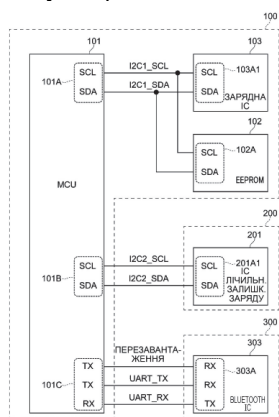 100
101
103
I2C1_SCL
101A
SCL
SCL
103A1
I2C1_SDA
SDA
SDA
ЗАРЯДНА
ІС
102
SCL
102A
SDA
EEPROM
MCU
200
201
I2C2_SCL
101B
SCL
SCL
201A1
I2C2_SDA
SDA
SDA
ІС
ЛІЧИЛЬН.
ЗАЛИШК.
ЗАРЯДУ
300
ПЕРЕЗАВАНТА-
ЖЕННЯ
303
TX
RX
303A
UART_TX
101C
TX
RX
UART_RX
RX
TX
BLUETOOTH
IC